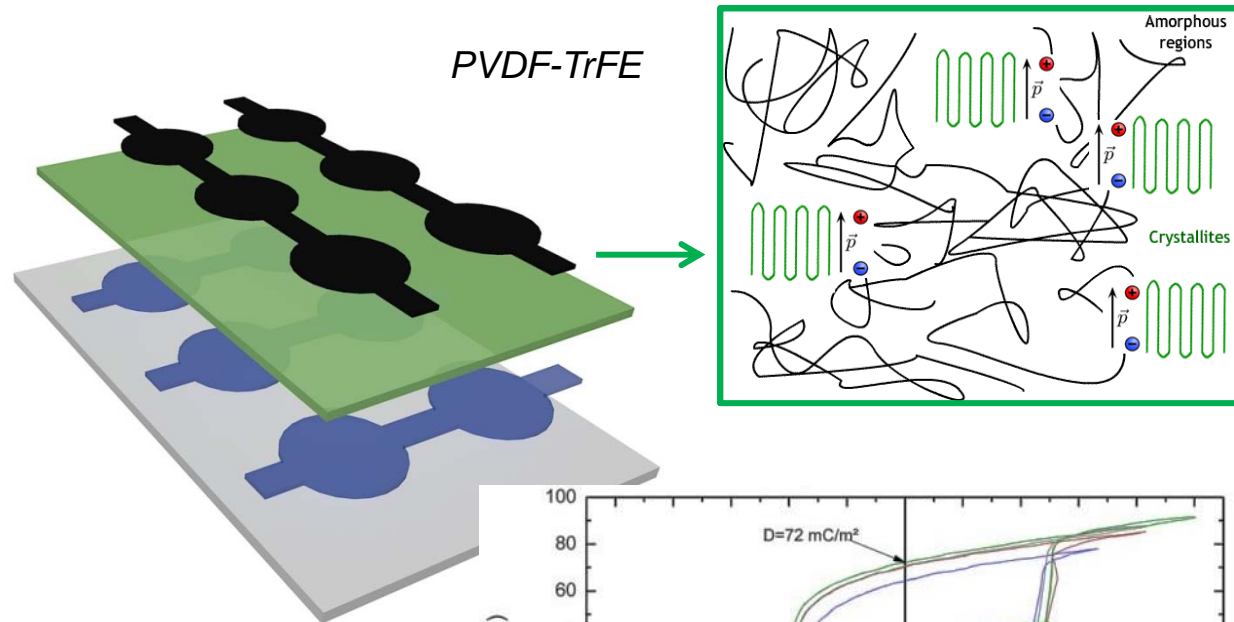 PVDF-TrFE
Amorphous
regions
+
p⃗
−
+
p⃗
−
+
p⃗
−
Crystallites
+
p⃗
−
100
D=72 mC/m²
80
60
)